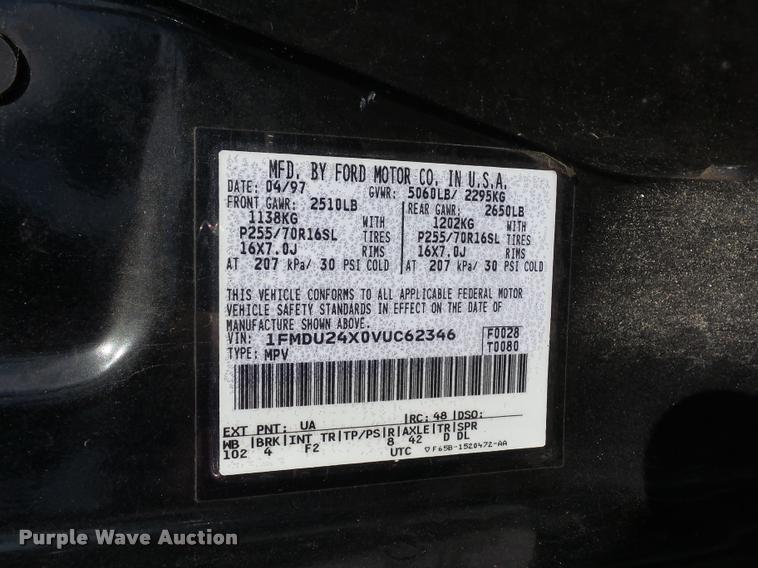 MFD. BY FORD MOTOR CO. IN U.S.A.
DATE: 04/97 GVWR: 5060LB/ 2295KG
FRONT GAWR: 2510LB REAR GAWR: 2650LB
1138KG WITH 1202KG WITH
P255/70R16SL TIRES P255/70R16SL TIRES
16X7.0J RIMS 16X7.0J RIMS
AT 207 kPa/ 30 PSI COLD AT 207 kPa/ 30 PSI COLD
THIS VEHICLE CONFORMS TO ALL APPLICABLE FEDERAL MOTOR
VEHICLE SAFETY STANDARDS IN EFFECT ON THE DATE OF
MANUFACTURE SHOWN ABOVE.
VIN: 1FMDU24X0VUC62346 F0028
TYPE: MPV T0080
EXT PNT: UA RC: 48 DSO:
WB BRK INT TR TP/PS R AXLE TR SPR
102 4 F2 8 42 D DL
UTC ▽F65B-1520472-AA
Purple Wave Auction